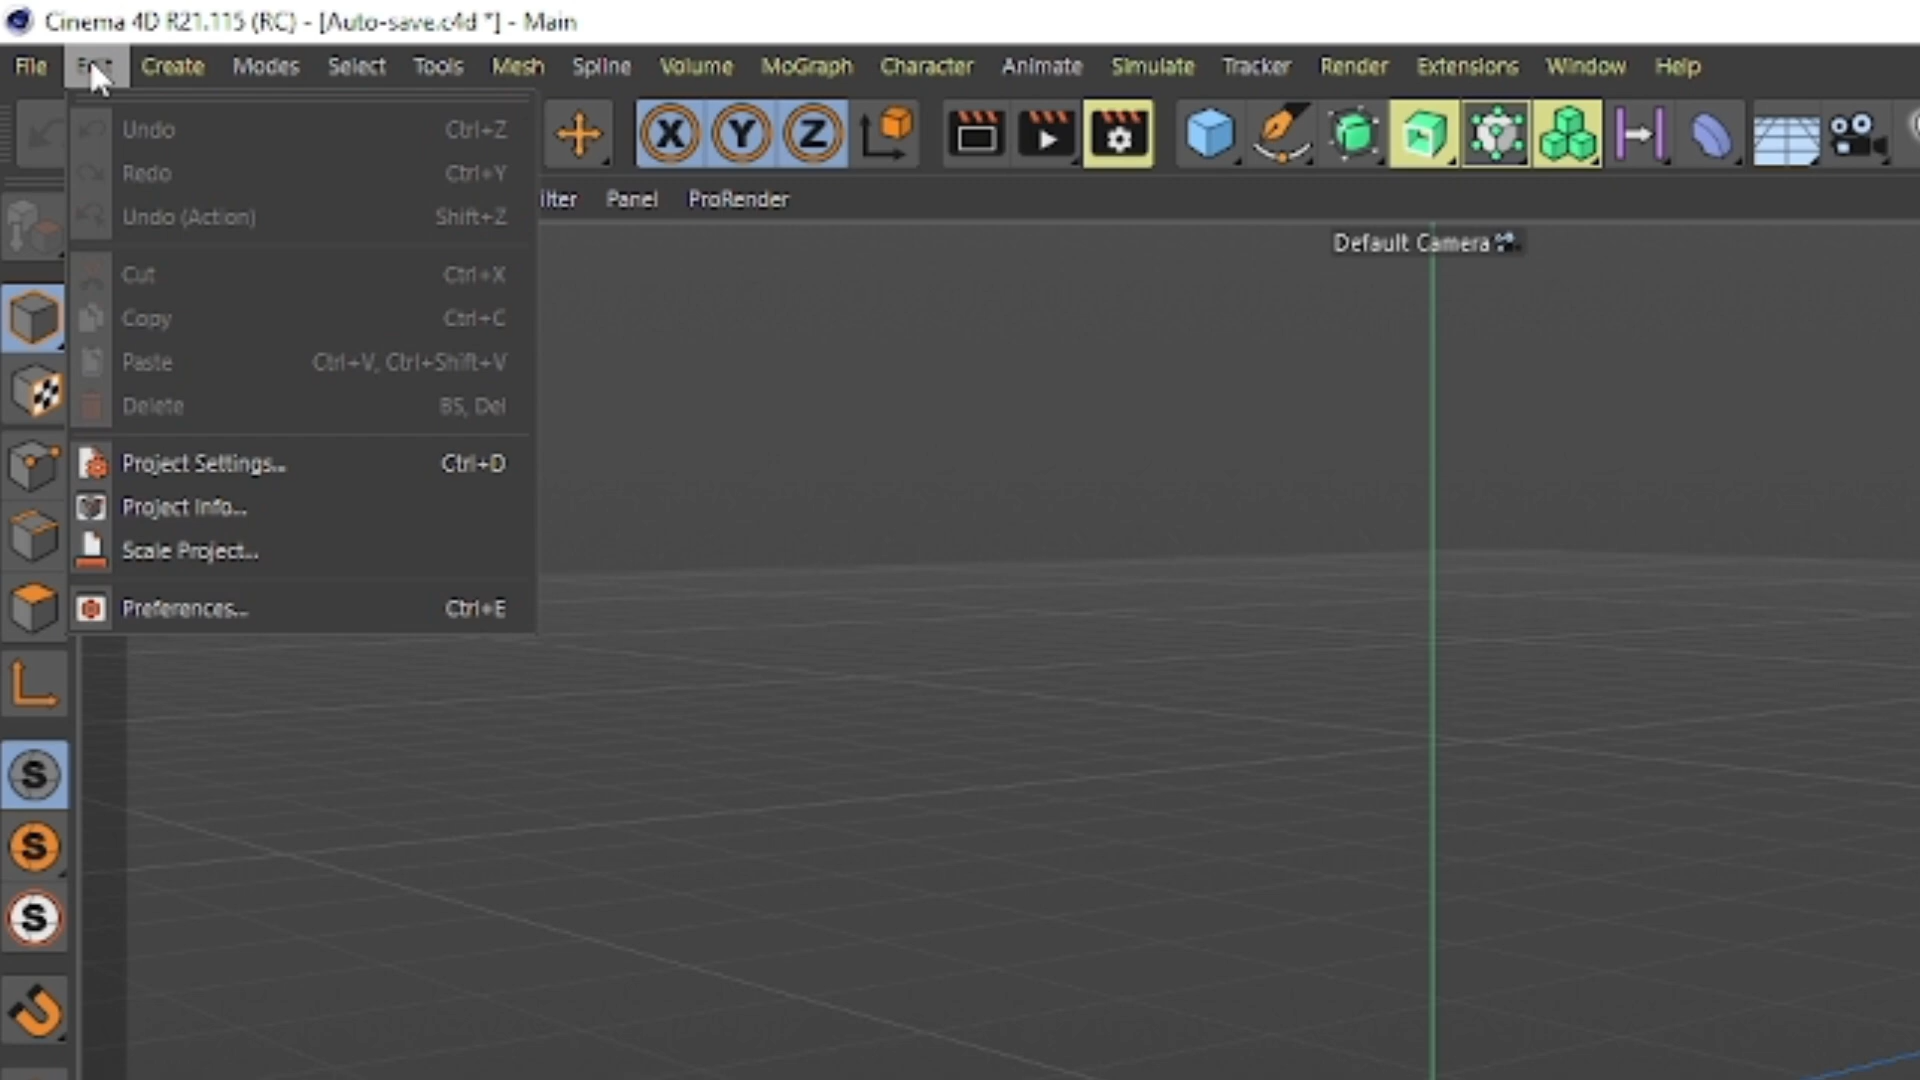 Cinema 4D R21.115 (RC) - [Auto-save.c4d *] - Main
File Create Modes Select Tools Mesh Spline Volume MoGraph Character Animate Simulate Tracker Render Extensions Window Help
X Y Z
Undo Ctrl+Z
Redo Ctrl+Y
Panel ProRender
Undo (Action) Shift+Z
Default Camera
Cut Ctrl+X
Copy Ctrl+C
Paste Ctrl+V, Ctrl+Shift+V
Delete BS, Del
Project Settings...
Ctrl+D
Project Info...
Scale Project...
Preferences... Ctrl+E
S
S
S